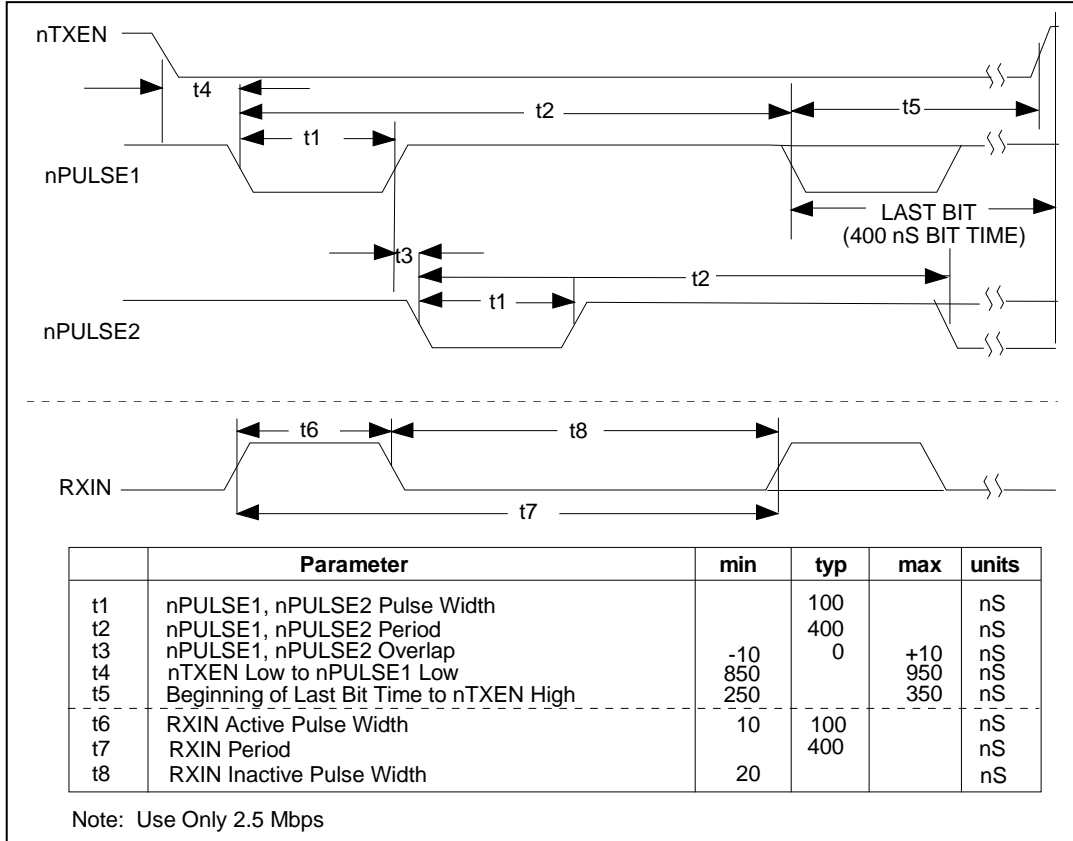 nTXEN
t4
t2
t5
t1
nPULSE1
LAST BIT
(400 nS BIT TIME)
t3
t2
t1
nPULSE2
t6
t8
RXIN
t7
Parameter min typ max units
t1 nPULSE1, nPULSE2 Pulse Width 100 nS
t2 nPULSE1, nPULSE2 Period 400 nS
t3 nPULSE1, nPULSE2 Overlap -10 0 +10 nS
t4 nTXEN Low to nPULSE1 Low 850 950 nS
t5 Beginning of Last Bit Time to nTXEN High 250 350 nS
t6 RXIN Active Pulse Width 10 100 nS
t7 RXIN Period 400 nS
t8 RXIN Inactive Pulse Width 20 nS
Note: Use Only 2.5 Mbps